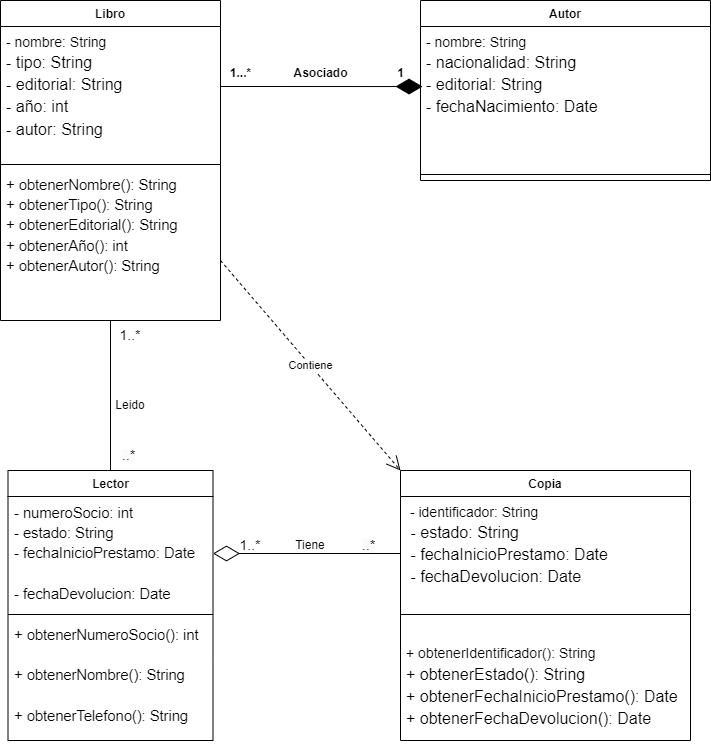 Libro
- nombre: String
- tipo: String
- editorial: String
- año: int
- autor: String
+ obtenerNombre(): String
+ obtenerTipo(): String
+ obtenerEditorial(): String
+ obtenerAño(): int
+ obtenerAutor(): String
1...*
Asociado
1
Autor
- nombre: String
- nacionalidad: String
- editorial: String
- fechaNacimiento: Date
1..*
Leido
..*
Contiene
Lector
- numeroSocio: int
- estado: String
- fechaInicioPrestamo: Date
- fechaDevolucion: Date
+ obtenerNumeroSocio(): int
+ obtenerNombre(): String
+ obtenerTelefono(): String
1..*
Tiene
..*
Copia
- identificador: String
- estado: String
- fechaInicioPrestamo: Date
- fechaDevolucion: Date
+ obtenerIdentificador(): String
+ obtenerEstado(): String
+ obtenerFechaInicioPrestamo(): Date
+ obtenerFechaDevolucion(): Date